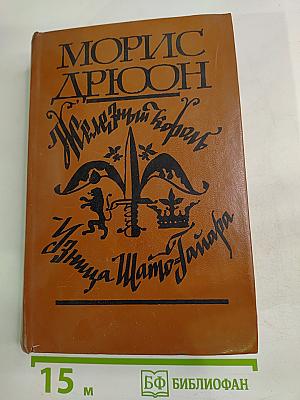 МОРИС
ДРЮОН
Железный король
Узница Шато-Гайара
15 м
БФ БИБЛИОФАН